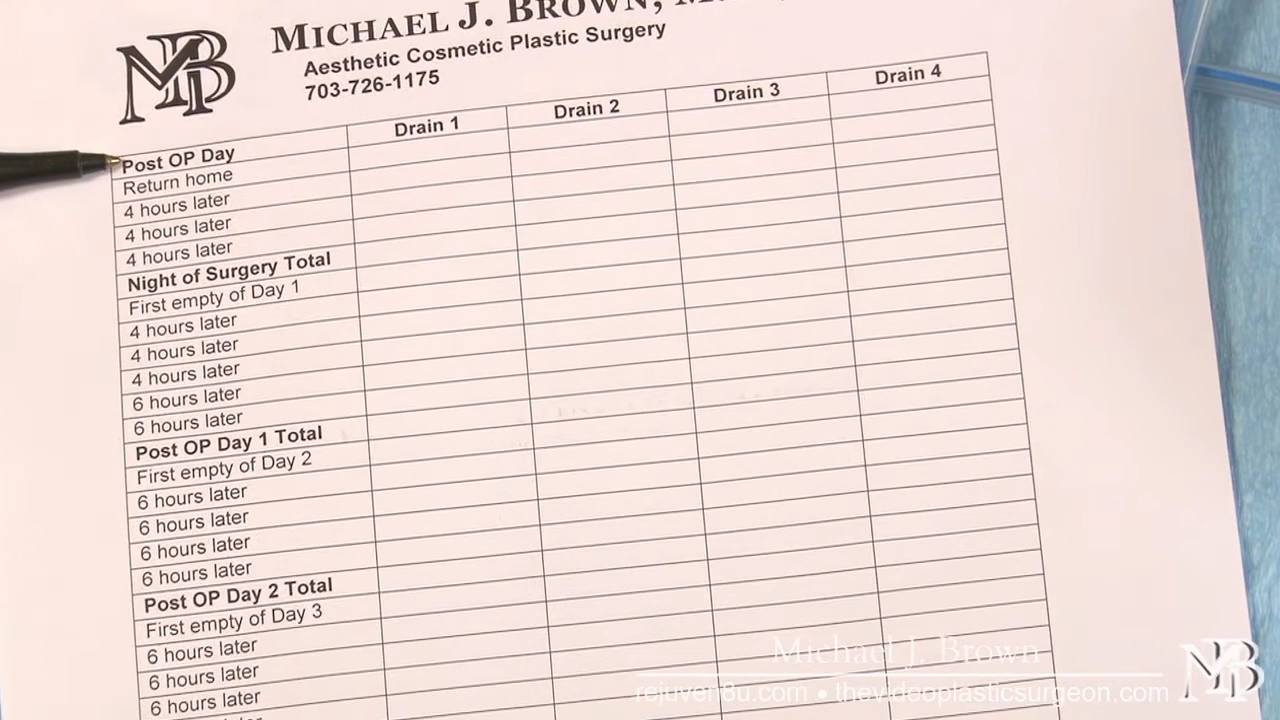 MB
MICHAEL J. BROWN,
Aesthetic Cosmetic Plastic Surgery
703-726-1175
Drain 1 Drain 2 Drain 3 Drain 4
Post OP Day
Return home
4 hours later
4 hours later
4 hours later
Night of Surgery Total
First empty of Day 1
4 hours later
4 hours later
4 hours later
6 hours later
6 hours later
Post OP Day 1 Total
First empty of Day 2
6 hours later
6 hours later
6 hours later
6 hours later
Post OP Day 2 Total
First empty of Day 3
6 hours later
6 hours later
6 hours later
Michael J. Brown
rejuven8u.com • thevideoplasticsurgeon.com
MB